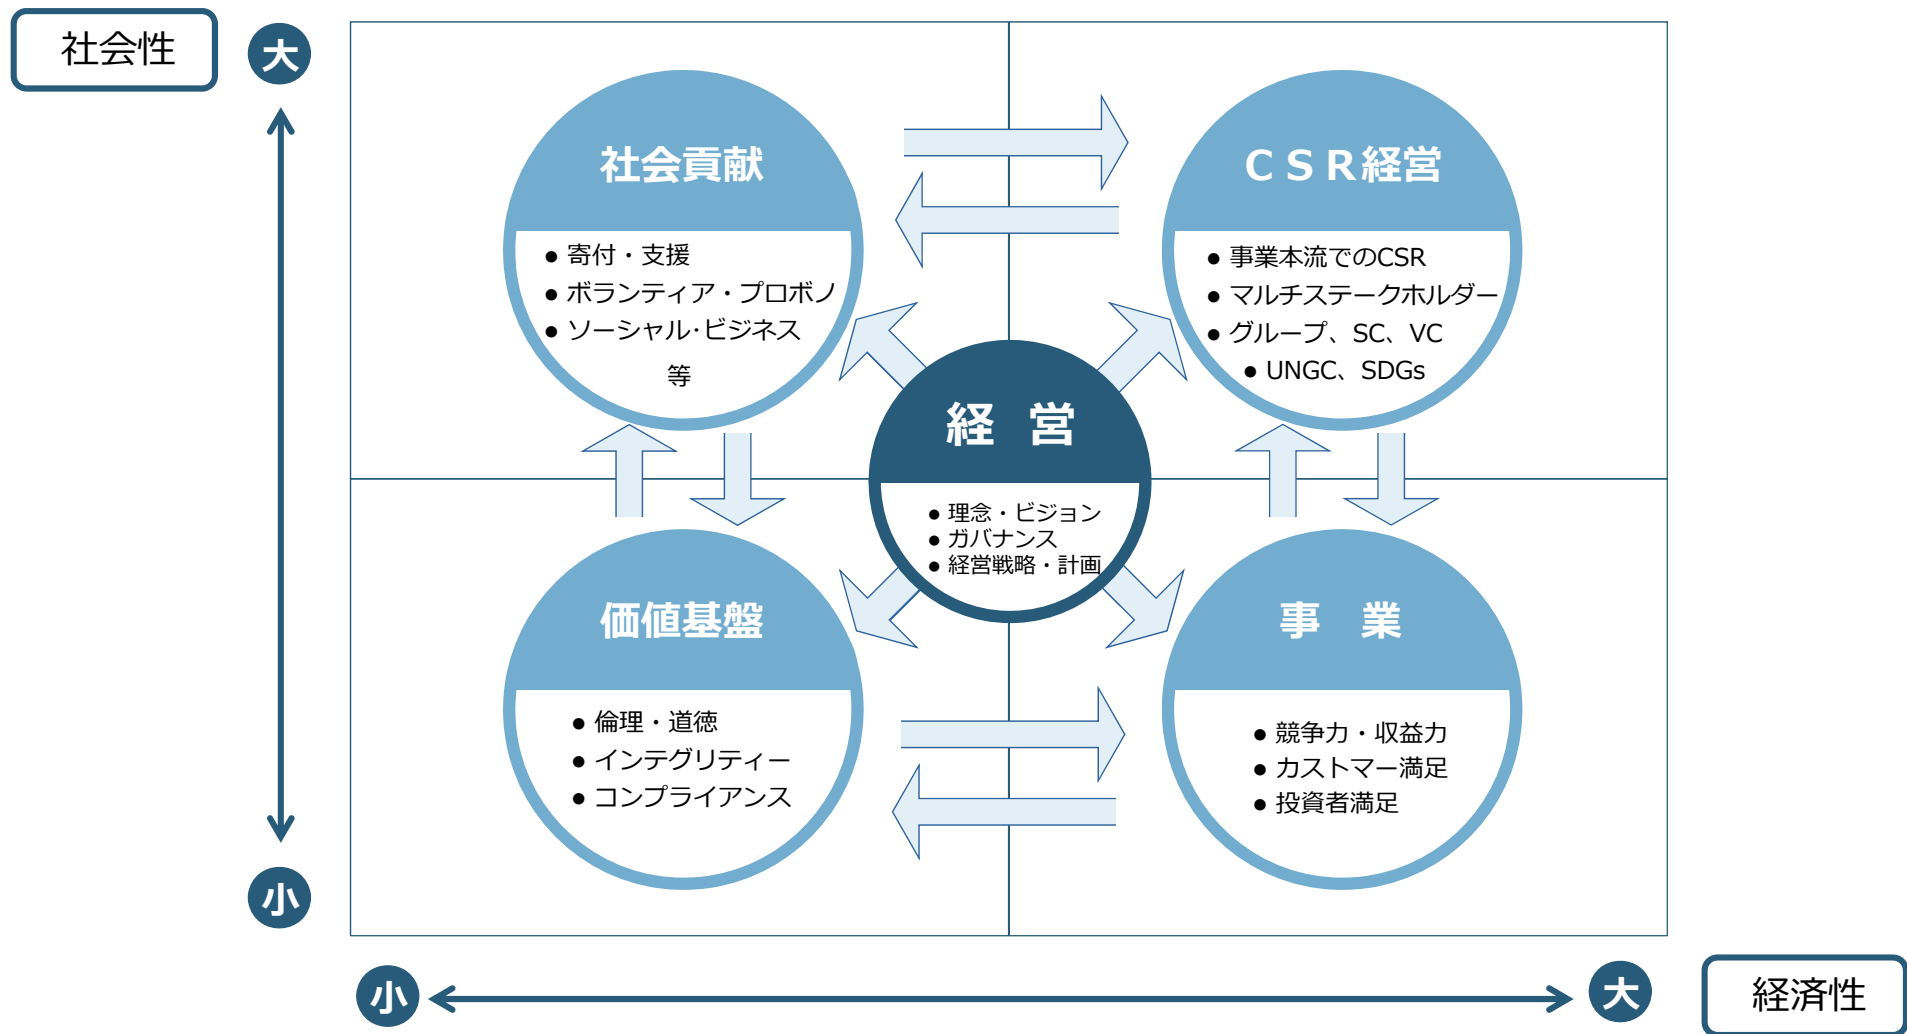 社会性
大
社会貢献
● 寄付・支援
● ボランティア・プロボノ
● ソーシャル・ビジネス
等
ＣＳＲ経営
● 事業本流でのCSR
● マルチステークホルダー
● グループ、SC、VC
● UNGC、SDGs
経 営
● 理念・ビジョン
● ガバナンス
● 経営戦略・計画
価値基盤
● 倫理・道徳
● インテグリティー
● コンプライアンス
事 業
● 競争力・収益力
● カストマー満足
● 投資者満足
小
小
大
経済性